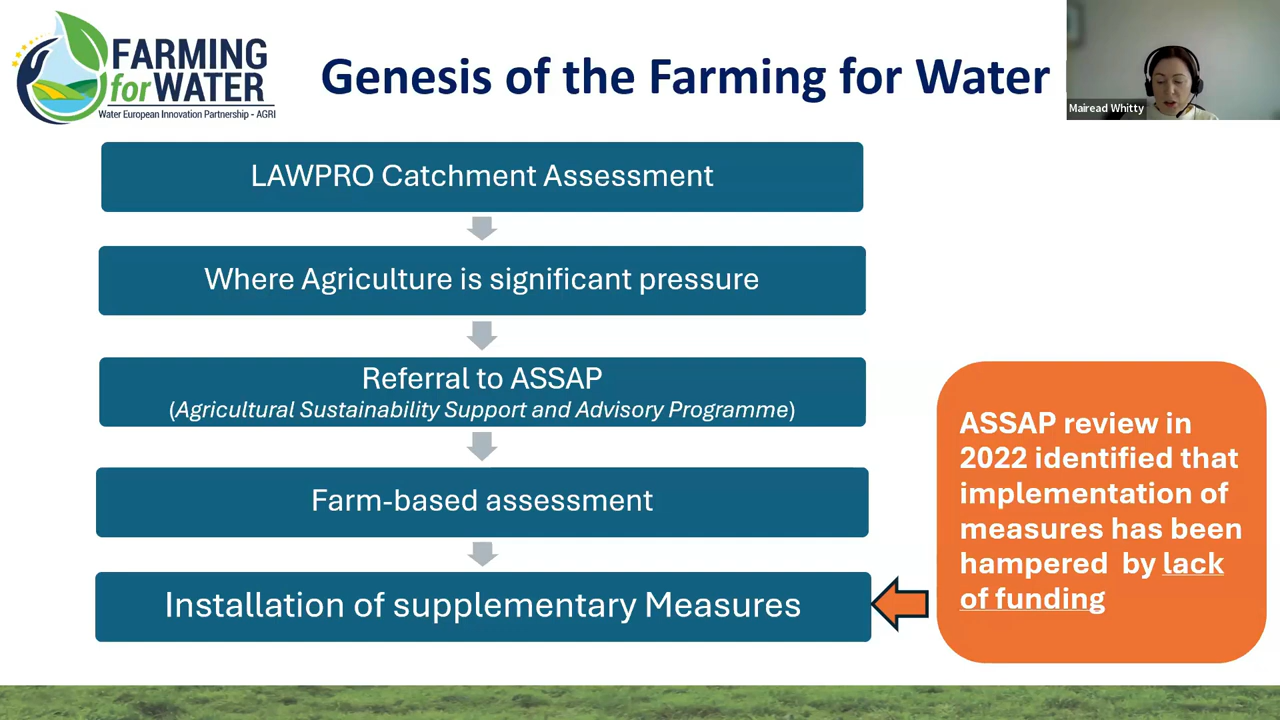 FARMING
for WATER
Water European Innovation Partnership - AGRI
Genesis of the Farming for Water
Mairead Whitty
LAWPRO Catchment Assessment
Where Agriculture is significant pressure
Referral to ASSAP
(Agricultural Sustainability Support and Advisory Programme)
Farm-based assessment
Installation of supplementary Measures
ASSAP review in
2022 identified that
implementation of
measures has been
hampered by lack
of funding